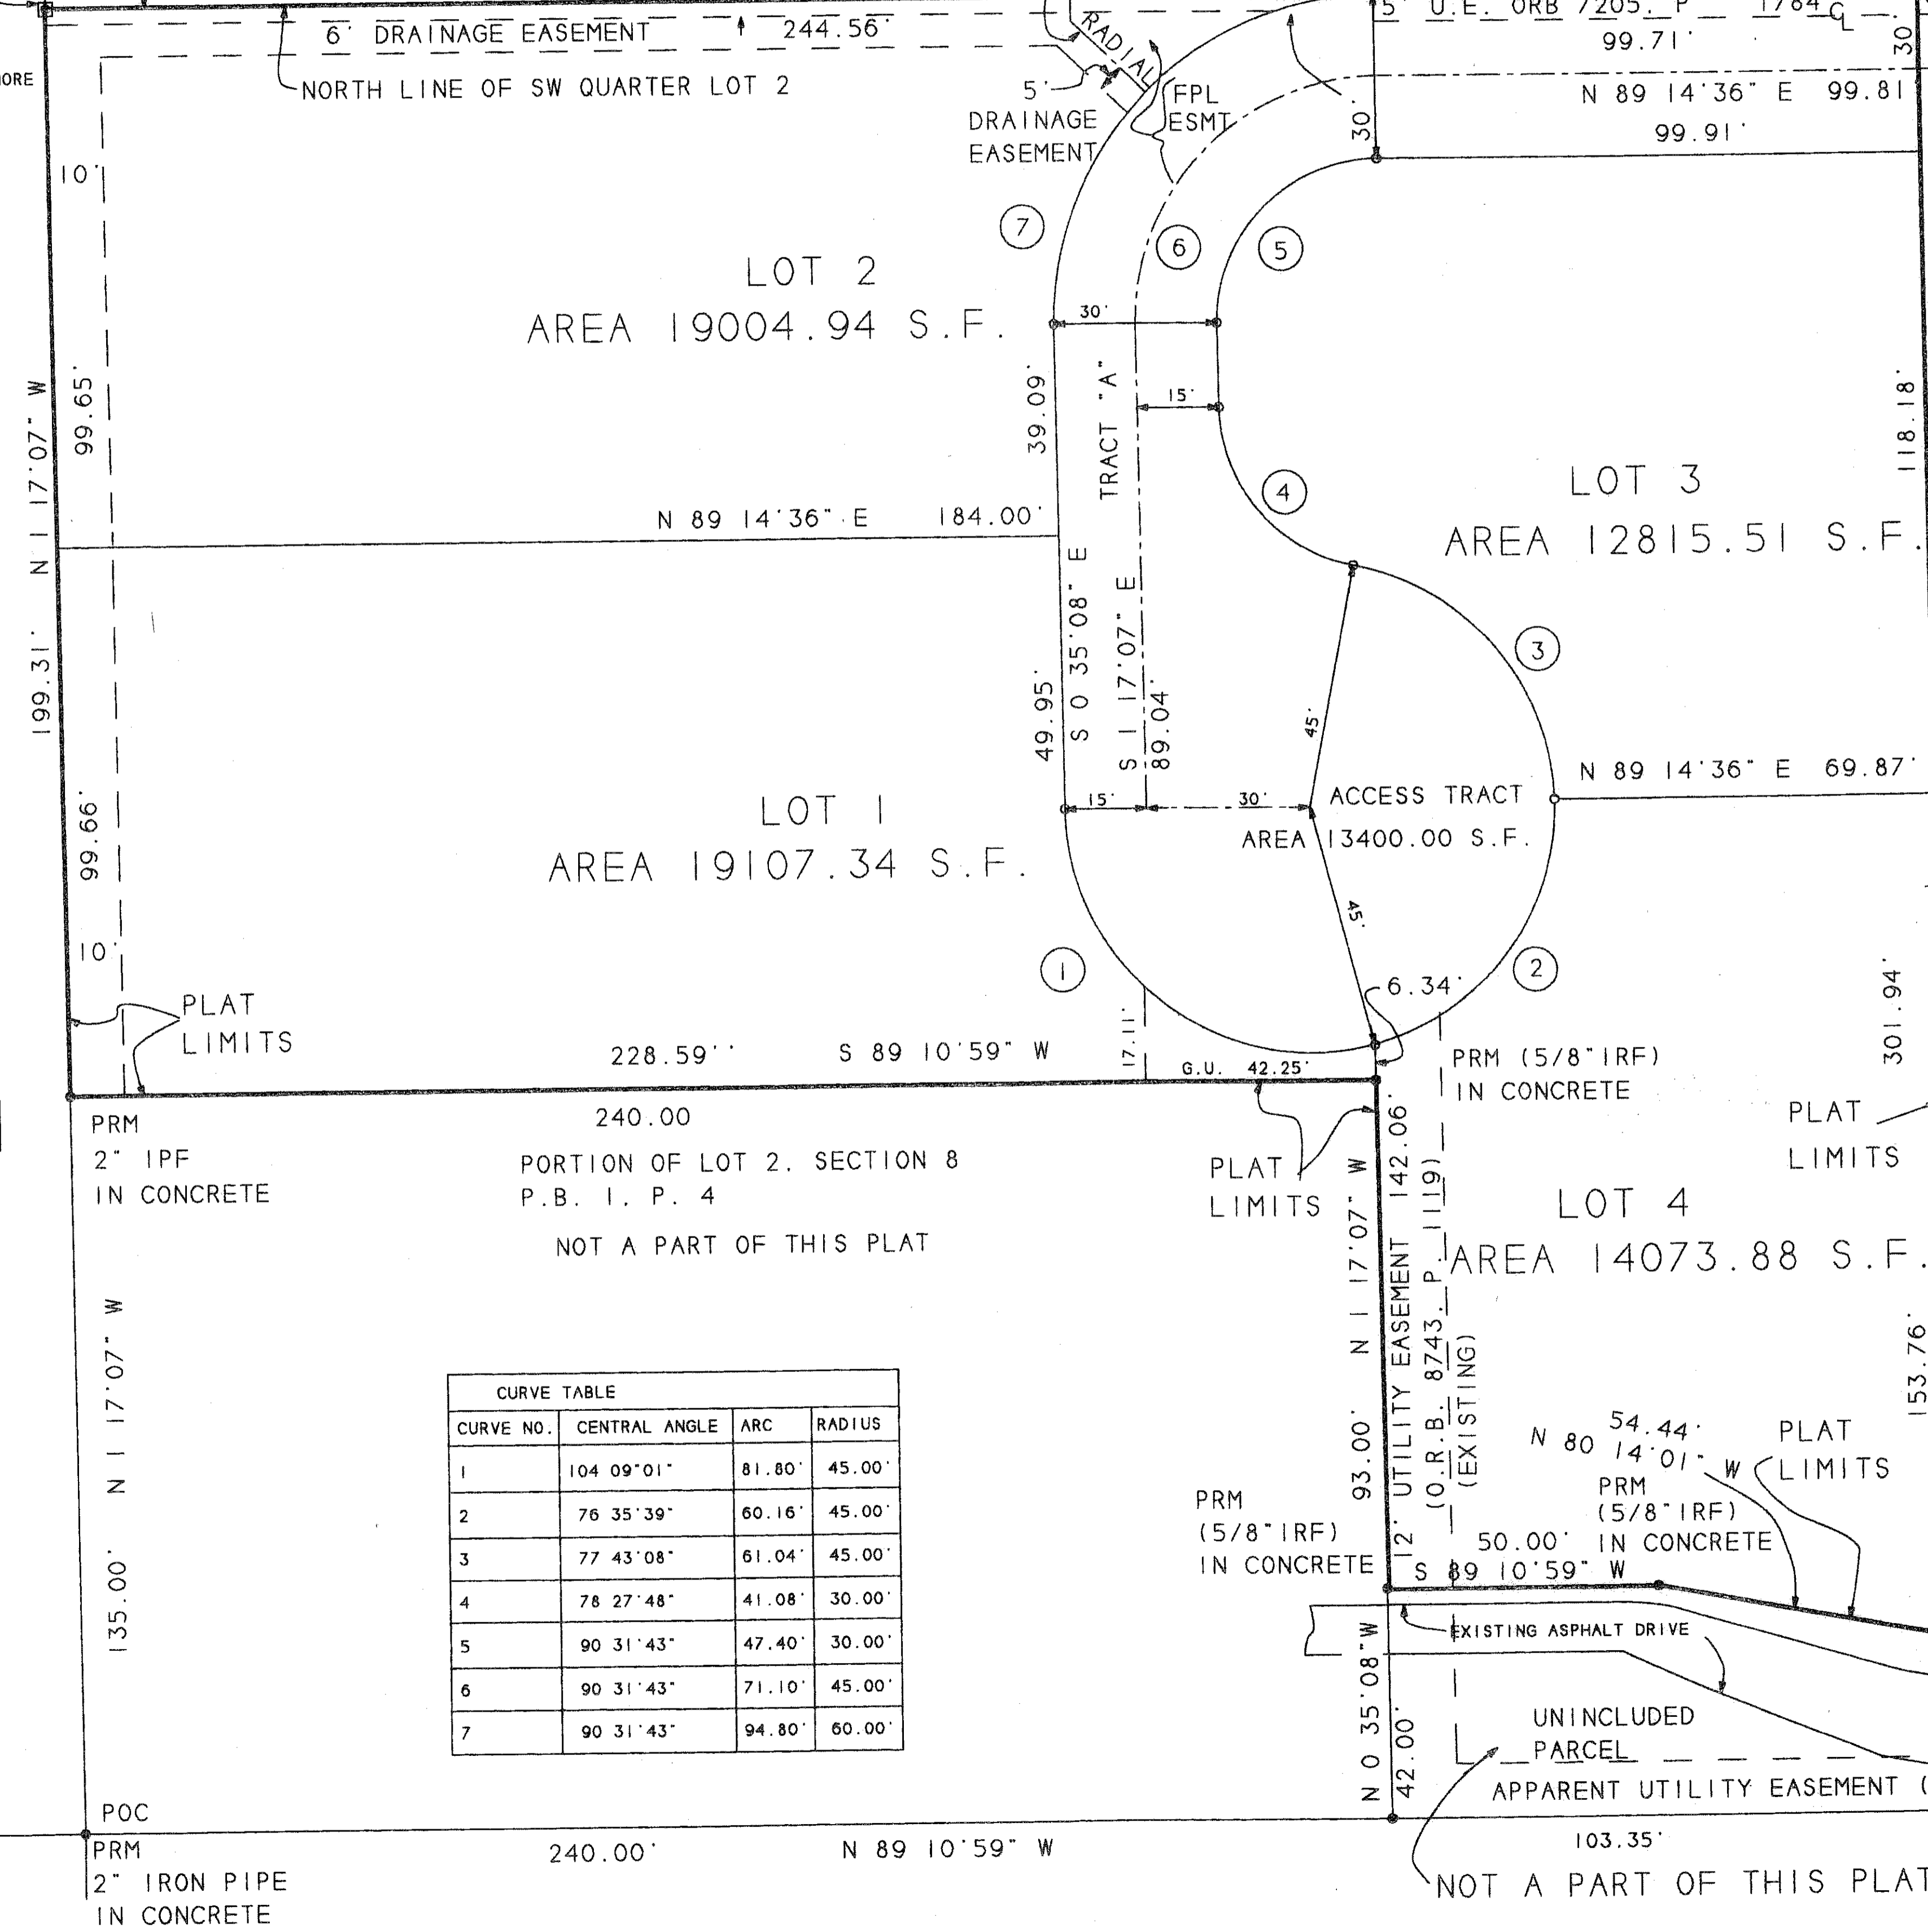 5' U.E. ORB 7205, P 1784 CL
6' DRAINAGE EASEMENT 244.56'
RADIAL
99.71'
30'
ORE
NORTH LINE OF SW QUARTER LOT 2
5'
DRAINAGE
EASEMENT
FPL
ESMT
30'
N 89 14'36" E 99.81
99.91'
10'
7
6
5
LOT 2
AREA 19004.94 S.F.
30'
15'
39.09'
TRACT "A"
N 1 17'07" W
99.65'
118.18'
4
LOT 3
AREA 12815.51 S.F.
N 89 14'36" E 184.00'
S 0 35'08" E
S 1 17'07" E
49.95'
89.04'
199.31'
3
45'
N 89 14'36" E 69.87'
15'
30'
ACCESS TRACT
AREA 13400.00 S.F.
LOT 1
AREA 19107.34 S.F.
99.66'
45'
10'
1
2
6.34'
PLAT
LIMITS
17.11'
301.94'
228.59'' S 89 10'59" W
G.U. 42.25'
PRM (5/8"IRF)
IN CONCRETE
240.00
PRM
2" IPF
IN CONCRETE
PORTION OF LOT 2, SECTION 8
P.B. 1, P. 4
NOT A PART OF THIS PLAT
PLAT
LIMITS
PLAT
LIMITS
LOT 4
AREA 14073.88 S.F.
93.00' N 1 17'07" W
12' UTILITY EASEMENT 142.06'
(O.R.B. 8743, P. 1119)
(EXISTING)
135.00' N 1 17'07" W
153.76'
CURVE TABLE
CURVE NO. CENTRAL ANGLE ARC RADIUS
1 104 09"01" 81.80' 45.00'
2 76 35'39" 60.16' 45.00'
3 77 43'08" 61.04' 45.00'
4 78 27'48" 41.08' 30.00'
5 90 31'43" 47.40' 30.00'
6 90 31'43" 71.10' 45.00'
7 90 31'43" 94.80' 60.00'
54.44'
N 80 14'01" W
PLAT
LIMITS
PRM
(5/8"IRF)
IN CONCRETE
PRM
(5/8"IRF)
IN CONCRETE
50.00'
S 89 10'59" W
EXISTING ASPHALT DRIVE
N 0 35'08"W
42.00'
UNINCLUDED
PARCEL
APPARENT UTILITY EASEMENT (
POC
PRM
2" IRON PIPE
IN CONCRETE
240.00' N 89 10'59" W
103.35'
NOT A PART OF THIS PLAT